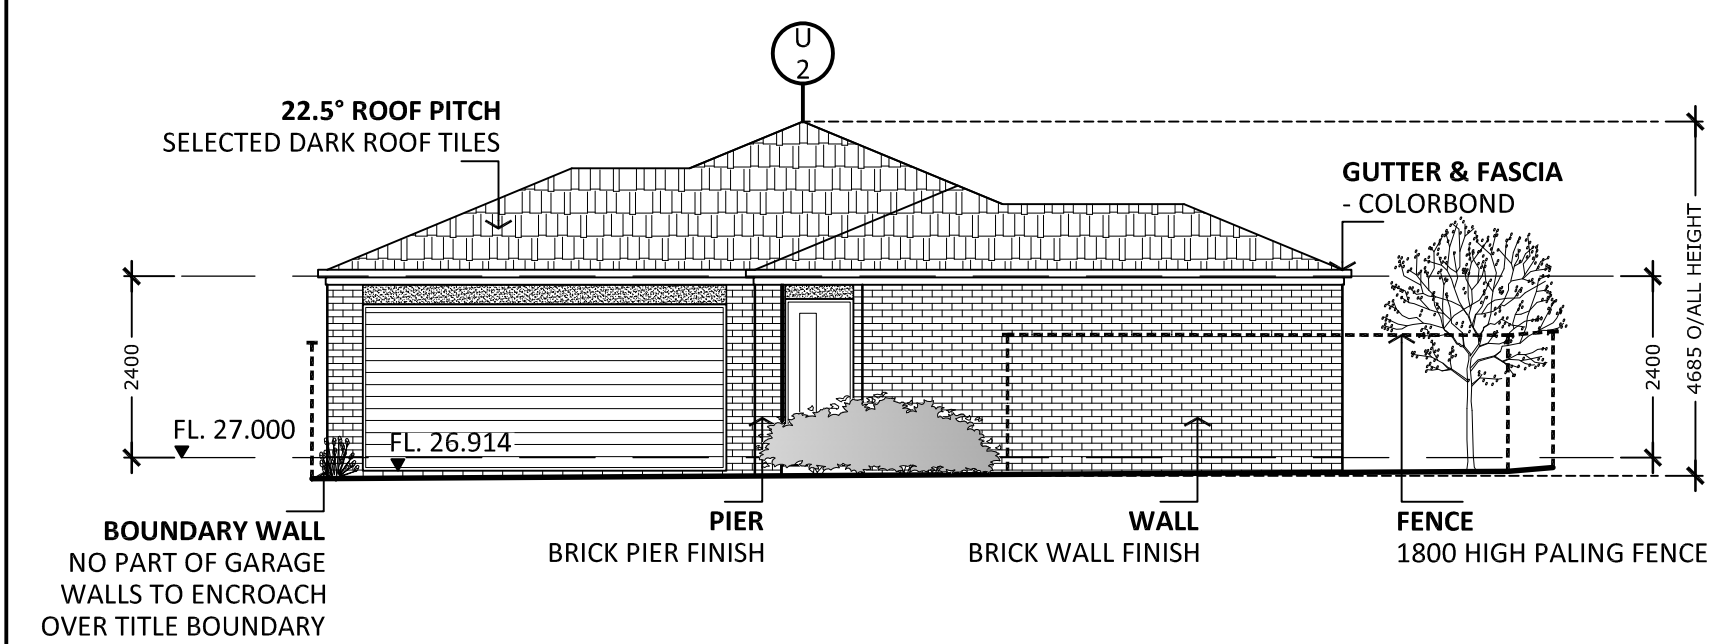 U
2
22.5° ROOF PITCH
SELECTED DARK ROOF TILES
GUTTER & FASCIA
- COLORBOND
4685 O/ALL HEIGHT
2400
2400
FL. 27.000
FL. 26.914
BOUNDARY WALL
NO PART OF GARAGE
WALLS TO ENCROACH
OVER TITLE BOUNDARY
PIER
BRICK PIER FINISH
WALL
BRICK WALL FINISH
FENCE
1800 HIGH PALING FENCE